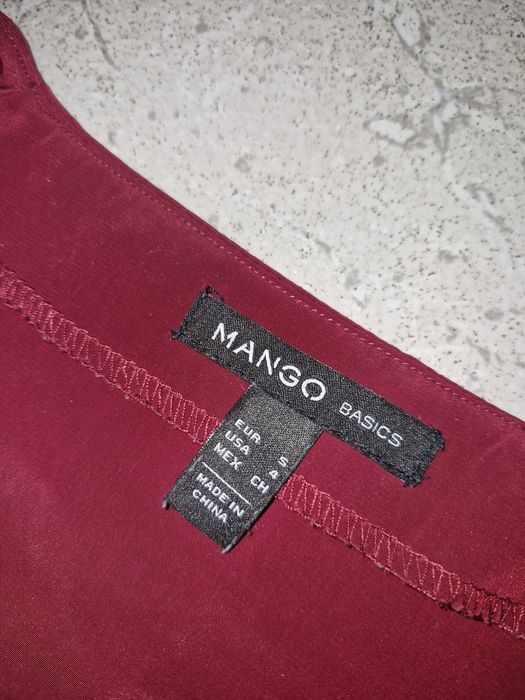 MANGO BASICS
EUR S
USA 4
MEX CH
MADE IN
CHINA